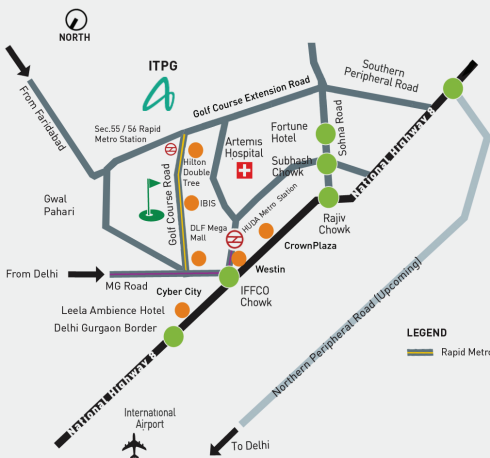 NORTH
ITPG
From Faridabad
Southern
Peripheral Road
Golf Course Extension Road
Sec.55 / 56 Rapid
Metro Station
Artemis
Hospital
Fortune
Hotel
Sohna Road
Subhash
Chowk
Hilton
Double
Tree
Gwal
Pahari
Golf Course Road
IBIS
HUDA Metro Station
National Highway 8
Rajiv
Chowk
DLF Mega
Mall
CrownPlaza
From Delhi
MG Road
Westin
Cyber City
IFFCO
Chowk
Leela Ambience Hotel
Delhi Gurgaon Border
Northern Peripheral Road (Upcoming)
LEGEND
Rapid Metro
National Highway 8
International
Airport
To Delhi